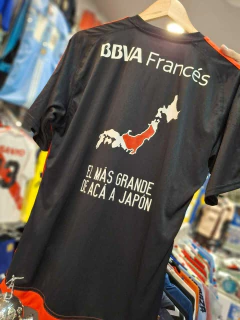 BBVA Francés
EL MÁS GRANDE
DE ACÁ A JAPÓN